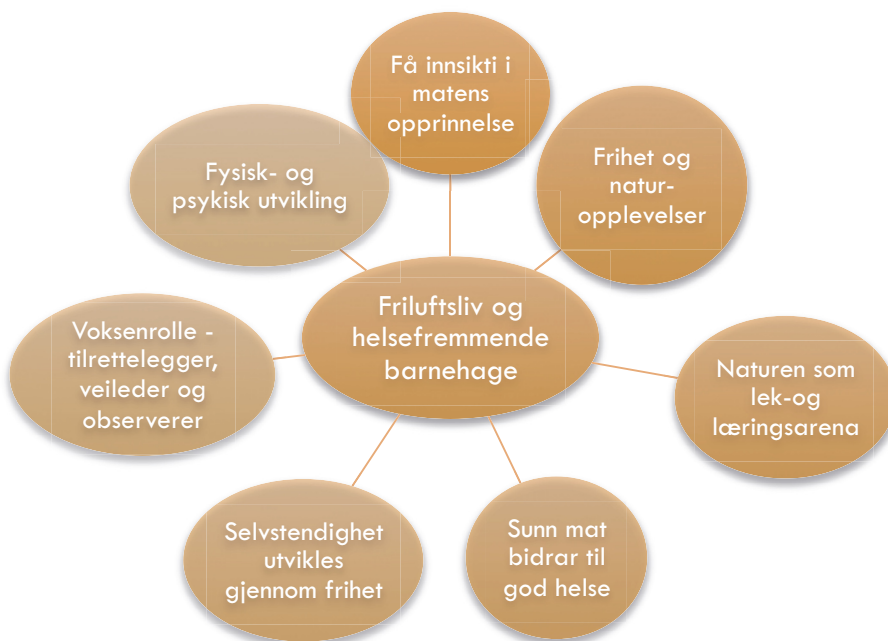 Få innsikti i
matens
opprinnelse
Frihet og
natur-
opplevelser
Fysisk- og
psykisk utvikling
Friluftsliv og
helsefremmende
barnehage
Voksenrolle -
tilrettelegger,
veileder og
observerer
Naturen som
lek-og
læringsarena
Selvstendighet
utvikles
gjennom frihet
Sunn mat
bidrar til
god helse